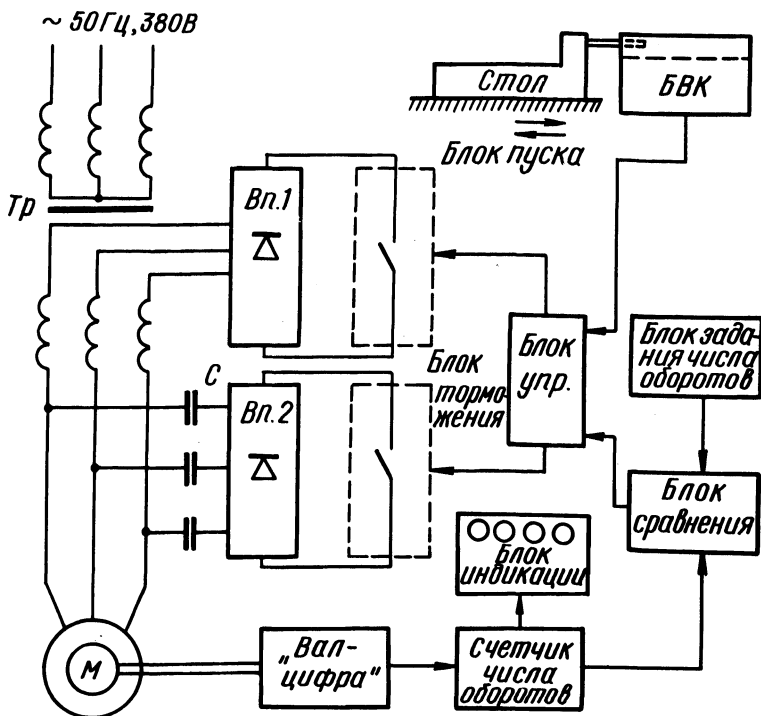 ~ 50Гц, 380В
Стол
БВК
Блок пуска
Тр
Вп.1
Блок зада-
ния числа
оборотов
Блок
упр.
Блок
тормо-
жения
С
Вп.2
Блок
сравнения
Блок
индикации
М
„Вал-
цифра"
Счетчик
числа
оборотов